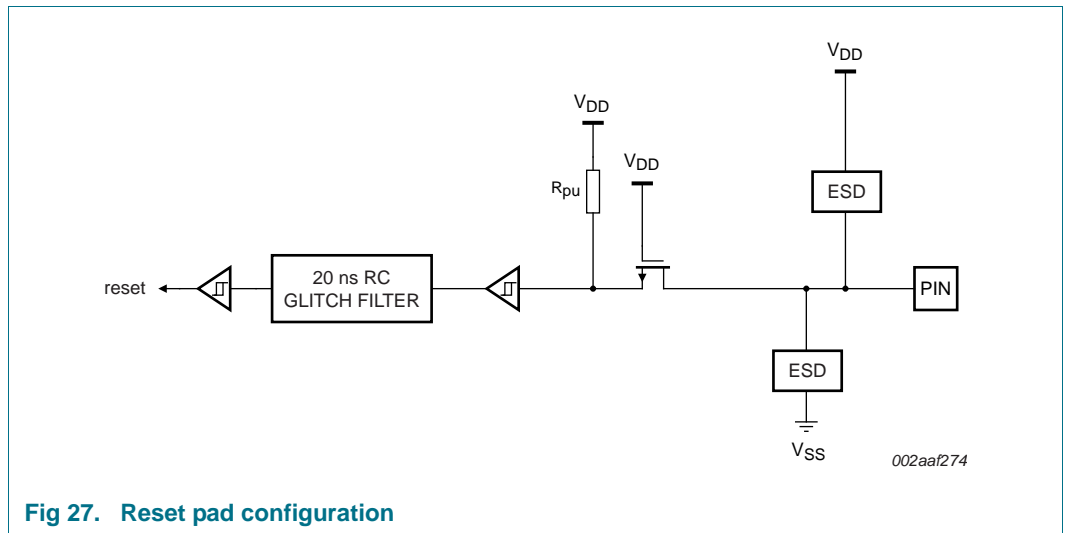 VDD
VDD
VDD
Rpu
ESD
reset
20 ns RC
GLITCH FILTER
PIN
ESD
VSS
002aaf274
Fig 27. Reset pad configuration